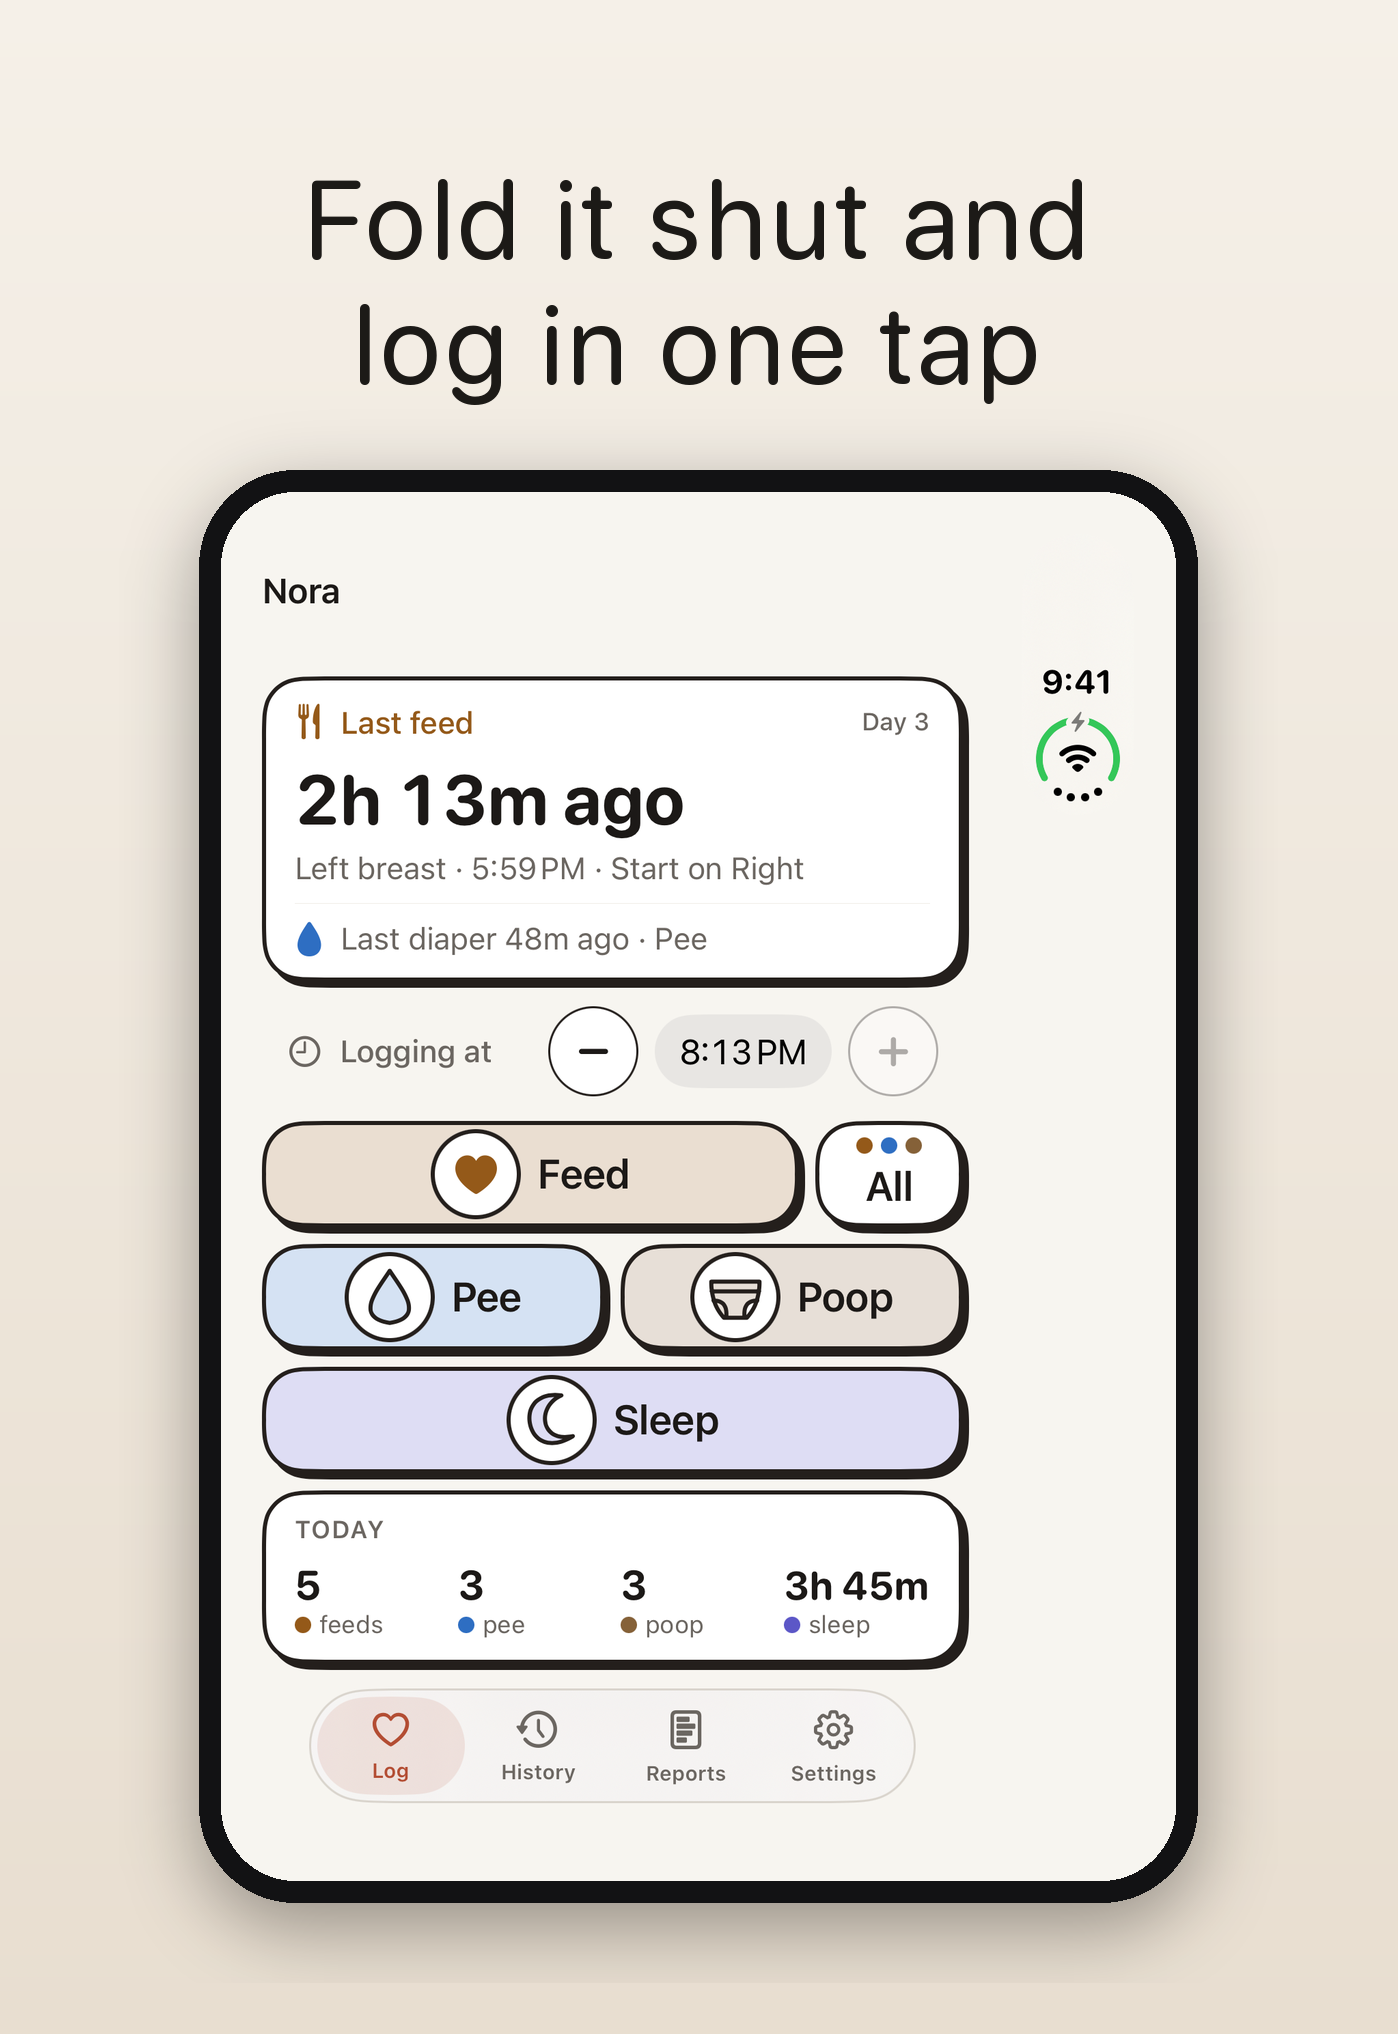 Fold it shut and
log in one tap
Nora
9:41
Last feed
Day 3
2h 13m ago
Left breast · 5:59 PM · Start on Right
Last diaper 48m ago · Pee
Logging at
8:13 PM
Feed
All
Pee
Poop
Sleep
TODAY
5
3
3
3h 45m
feeds
pee
poop
sleep
Log
History
Reports
Settings